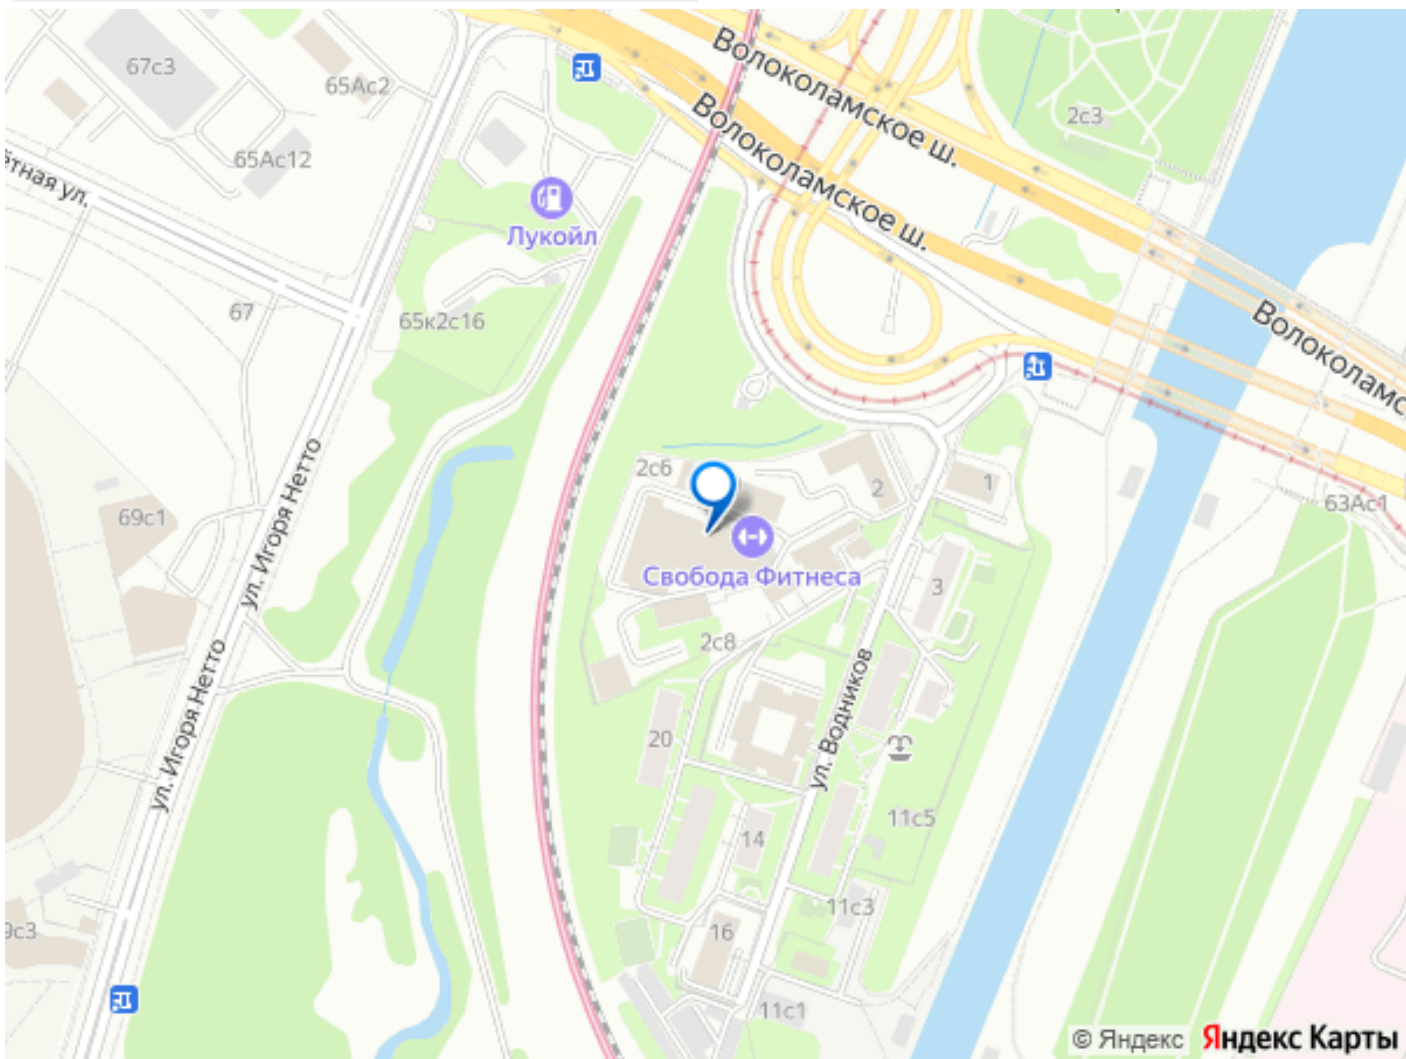 67с3
65Ас2
65Ас12
Волоколамское ш.
Волоколамское ш.
2с3
ётная ул.
Лукойл
67
65к2с16
Волоколамс
ул. Игоря Нетто
69с1
2с6
2
1
63Ас1
Свобода Фитнеса
3
2с8
ул. Игоря Нетто
20
ул. Водников
14
11с5
11с3
9с3
16
11с1
© Яндекс
Яндекс Карты